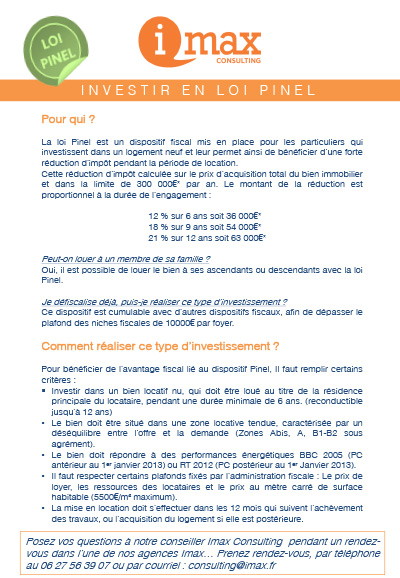 LOI
PINEL
imax
CONSULTING
INVESTIR EN LOI PINEL
Pour qui ?
La loi Pinel est un dispositif fiscal mis en place pour les particuliers qui
investissent dans un logement neuf et leur permet ainsi de bénéficier d'une forte
réduction d'impôt pendant la période de location.
Cette réduction d'impôt calculée sur le prix d'acquisition total du bien immobilier
et dans la limite de 300 000€* par an. Le montant de la réduction est
proportionnel à la durée de l'engagement :
12 % sur 6 ans soit 36 000€*
18 % sur 9 ans soit 54 000€*
21 % sur 12 ans soit 63 000€*
Peut-on louer à un membre de sa famille ?
Oui, il est possible de louer le bien à ses ascendants ou descendants avec la loi
Pinel.
Je défiscalise déjà, puis-je réaliser ce type d'investissement ?
Ce dispositif est cumulable avec d'autres dispositifs fiscaux, afin de dépasser le
plafond des niches fiscales de 10000€ par foyer.
Comment réaliser ce type d'investissement ?
Pour bénéficier de l'avantage fiscal lié au dispositif Pinel, Il faut remplir certains
critères :
▪ Investir dans un bien locatif nu, qui doit être loué au titre de la résidence
principale du locataire, pendant une durée minimale de 6 ans. (reconductible
jusqu'à 12 ans)
• Le bien doit être situé dans une zone locative tendue, caractérisée par un
déséquilibre entre l'offre et la demande (Zones Abis, A, B1-B2 sous
agrément).
• Le bien doit répondre à des performances énergétiques BBC 2005 (PC
antérieur au 1er janvier 2013) ou RT 2012 (PC postérieur au 1er Janvier 2013).
• Il faut respecter certains plafonds fixés par l'administration fiscale : Le prix de
loyer, les ressources des locataires et le prix au mètre carré de surface
habitable (5500€/m² maximum).
• La mise en location doit s'effectuer dans les 12 mois qui suivent l'achèvement
des travaux, ou l'acquisition du logement si elle est postérieure.
Posez vos questions à notre conseiller Imax Consulting pendant un rendez-
vous dans l'une de nos agences Imax... Prenez rendez-vous, par téléphone
au 06 27 56 39 07 ou par courriel : consulting@imax.fr